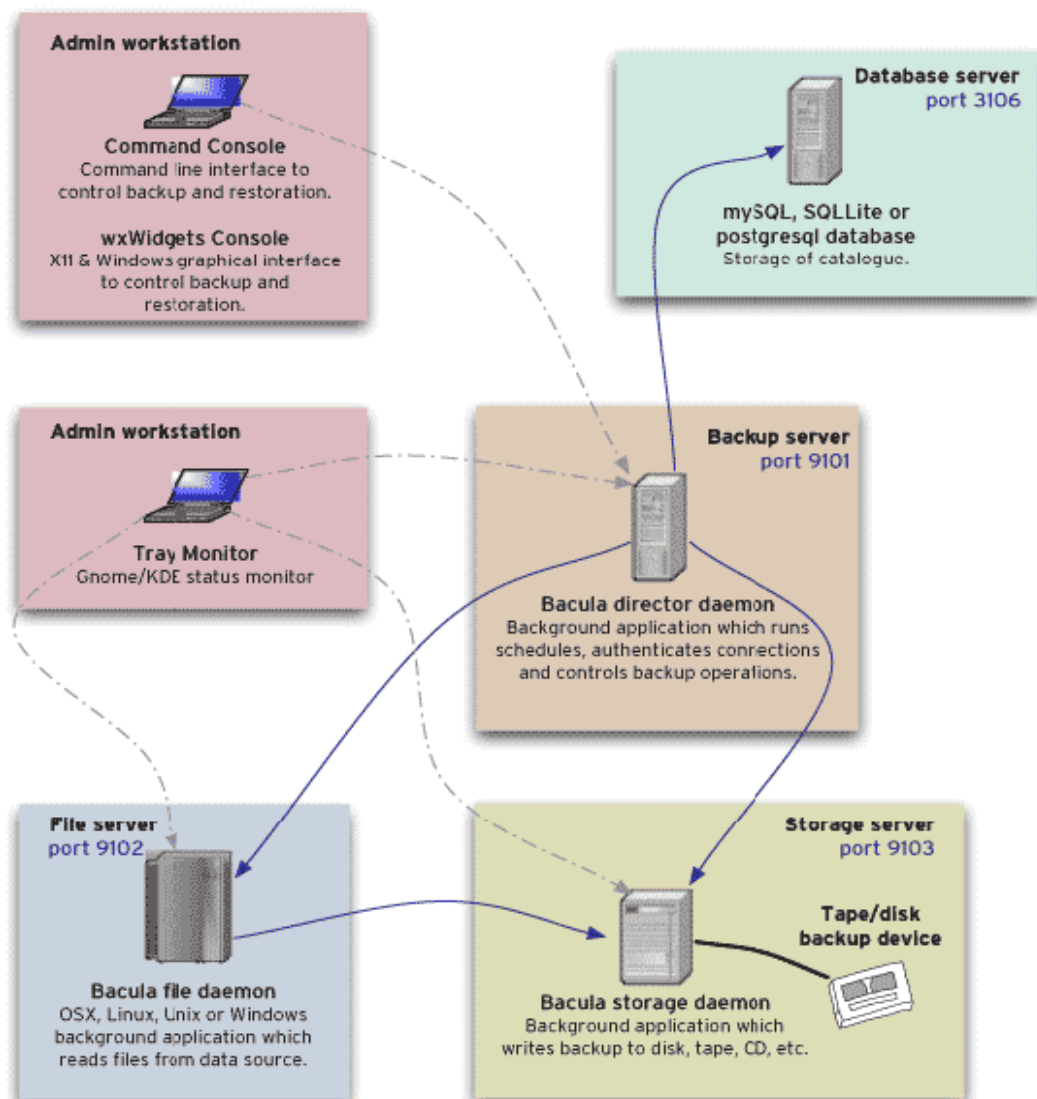 Admin workstation
Command Console
Command line interface to
control backup and restoration.
wxWidgets Console
X11 & Windows graphical interface
to control backup and
restoration.
Database server
port 3106
mySQL, SQLLite or
postgresql database
Storage of catalogue.
Admin workstation
Tray Monitor
Gnome/KDE status monitor
Backup server
port 9101
Bacula director daemon
Background application which runs
schedules, authenticates connections
and controls backup operations.
File server
port 9102
Bacula file daemon
OSX, Linux, Unix or Windows
background application which
reads files from data source.
Storage server
port 9103
Tape/disk
backup device
Bacula storage daemon
Background application which
writes backup to disk, tape, CD, etc.